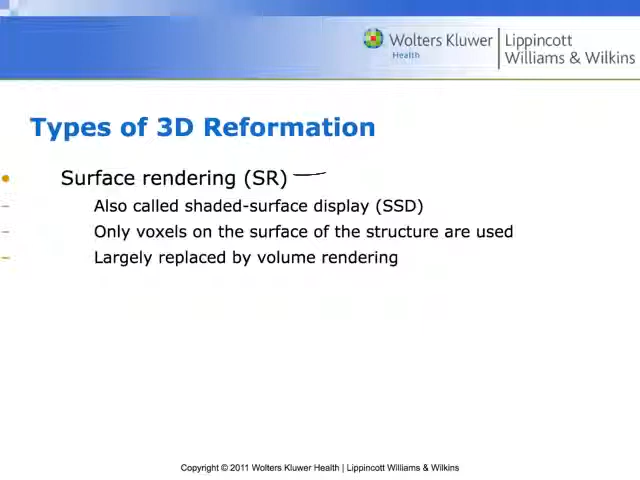 Wolters Kluwer
Health
Lippincott
Williams & Wilkins
Types of 3D Reformation
• Surface rendering (SR)
– Also called shaded-surface display (SSD)
– Only voxels on the surface of the structure are used
– Largely replaced by volume rendering
Copyright © 2011 Wolters Kluwer Health | Lippincott Williams & Wilkins